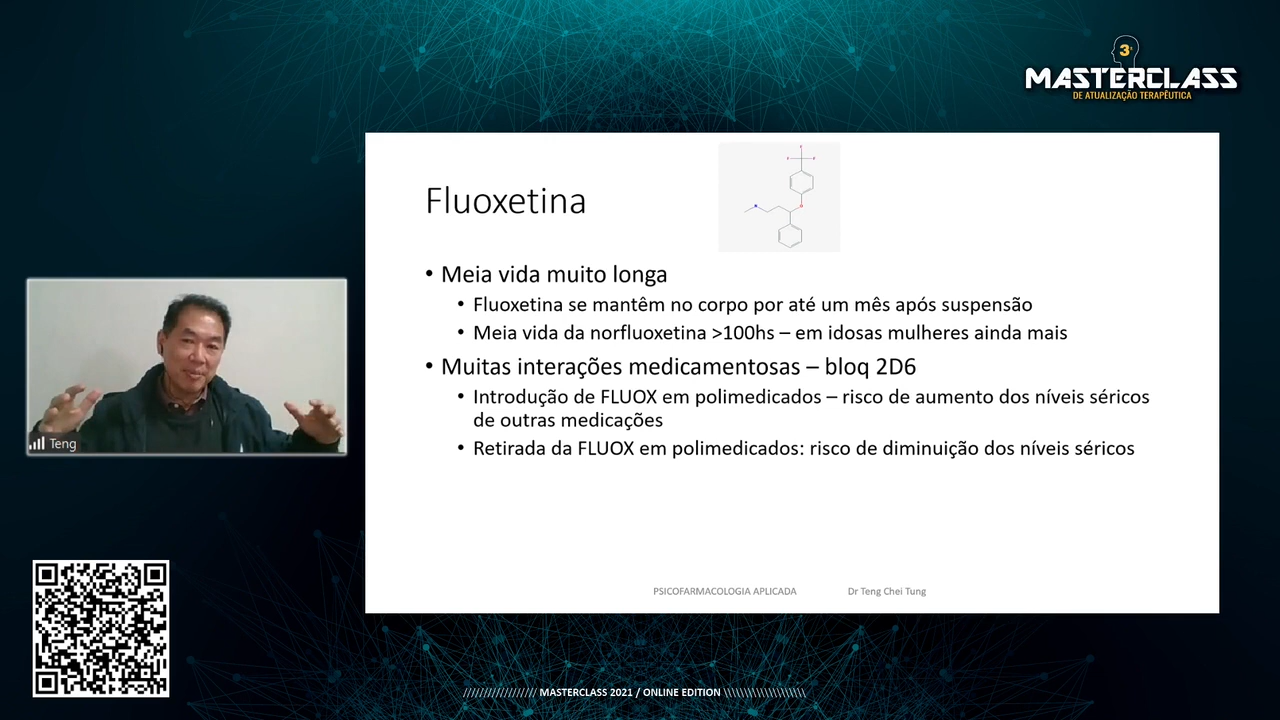 3ª
MASTERCLASS
DE ATUALIZAÇÃO TERAPÊUTICA
Fluoxetina
• Meia vida muito longa
• Fluoxetina se mantêm no corpo por até um mês após suspensão
• Meia vida da norfluoxetina >100hs – em idosas mulheres ainda mais
• Muitas interações medicamentosas – bloq 2D6
• Introdução de FLUOX em polimedicados – risco de aumento dos níveis séricos
de outras medicações
• Retirada da FLUOX em polimedicados: risco de diminuição dos níveis séricos
Teng
PSICOFARMACOLOGIA APLICADA Dr Teng Chei Tung
////////////////// MASTERCLASS 2021 / ONLINE EDITION \\\\\\\\\\\\\\\\\\\\